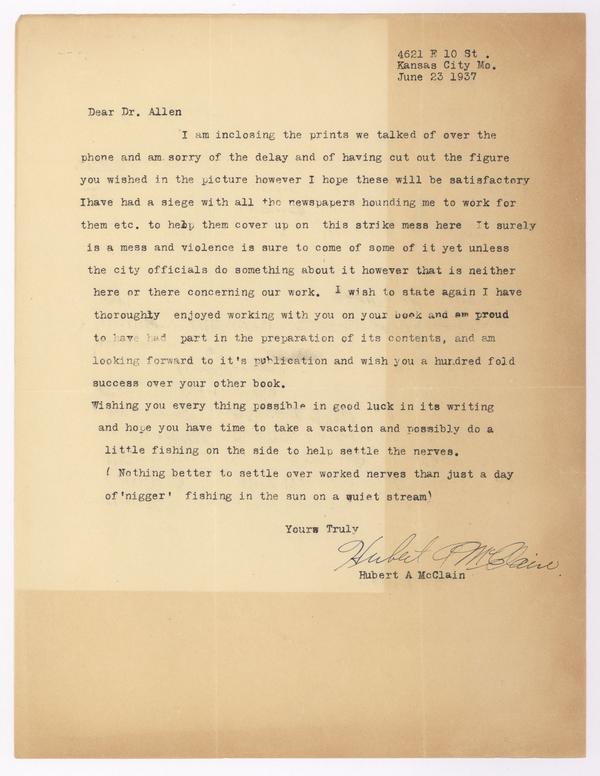 4621 E 10 St .
Kansas City Mo.
June 23 1937
Dear Dr. Allen
I am inclosing the prints we talked of over the
phone and am sorry of the delay and of having cut out the figure
you wished in the picture however I hope these will be satisfactory
Ihave had a siege with all the newspapers hounding me to work for
them etc. to help them cover up on this strike mess here It surely
is a mess and violence is sure to come of some of it yet unless
the city officials do something about it however that is neither
here or there concerning our work. I wish to state again I have
thoroughly enjoyed working with you on your book and am proud
to have had part in the preparation of its contents, and am
looking forward to it's publication and wish you a hundred fold
success over your other book.
Wishing you every thing possible in good luck in its writing
and hope you have time to take a vacation and possibly do a
little fishing on the side to help settle the nerves.
( Nothing better to settle over worked nerves than just a day
of'nigger' fishing in the sun on a quiet stream)
Yours Truly
Hubert A McClain
Hubert A McClain